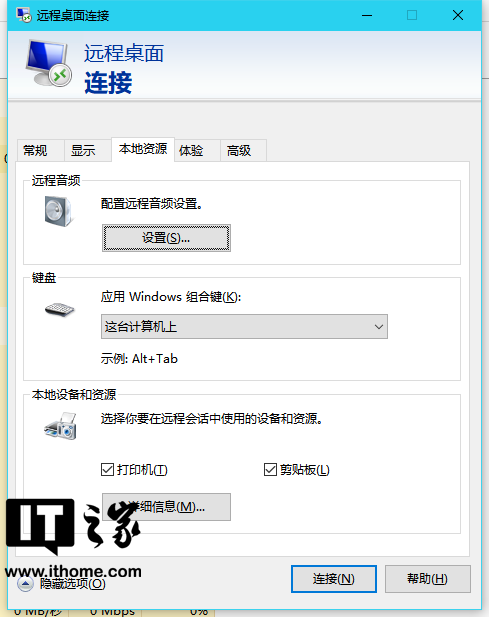 远程桌面连接
远程桌面
连接
常规 显示 本地资源 体验 高级
远程音频
配置远程音频设置。
设置(S)...
键盘
应用 Windows 组合键(K):
这台计算机上
示例: Alt+Tab
本地设备和资源
选择你要在远程会话中使用的设备和资源。
打印机(T) 剪贴板(L)
详细信息(M)...
IT之家
www.ithome.com
隐藏选项(O) 连接(N) 帮助(H)
0 MB/秒 0 Mbps 0%